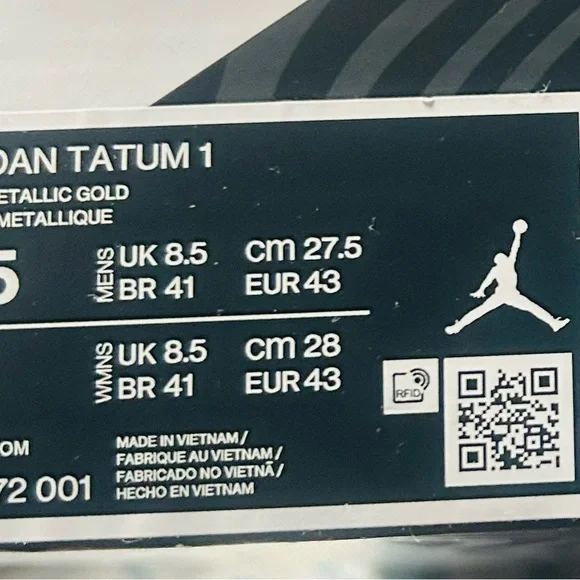 DAN TATUM 1
ETALLIC GOLD
METALLIQUE
5
MENS
UK 8.5 cm 27.5
BR 41 EUR 43
WMNS
UK 8.5 cm 28
BR 41 EUR 43
RFID
OM
72 001
MADE IN VIETNAM /
FABRIQUE AU VIETNAM /
FABRICADO NO VIETNÃ /
HECHO EN VIETNAM